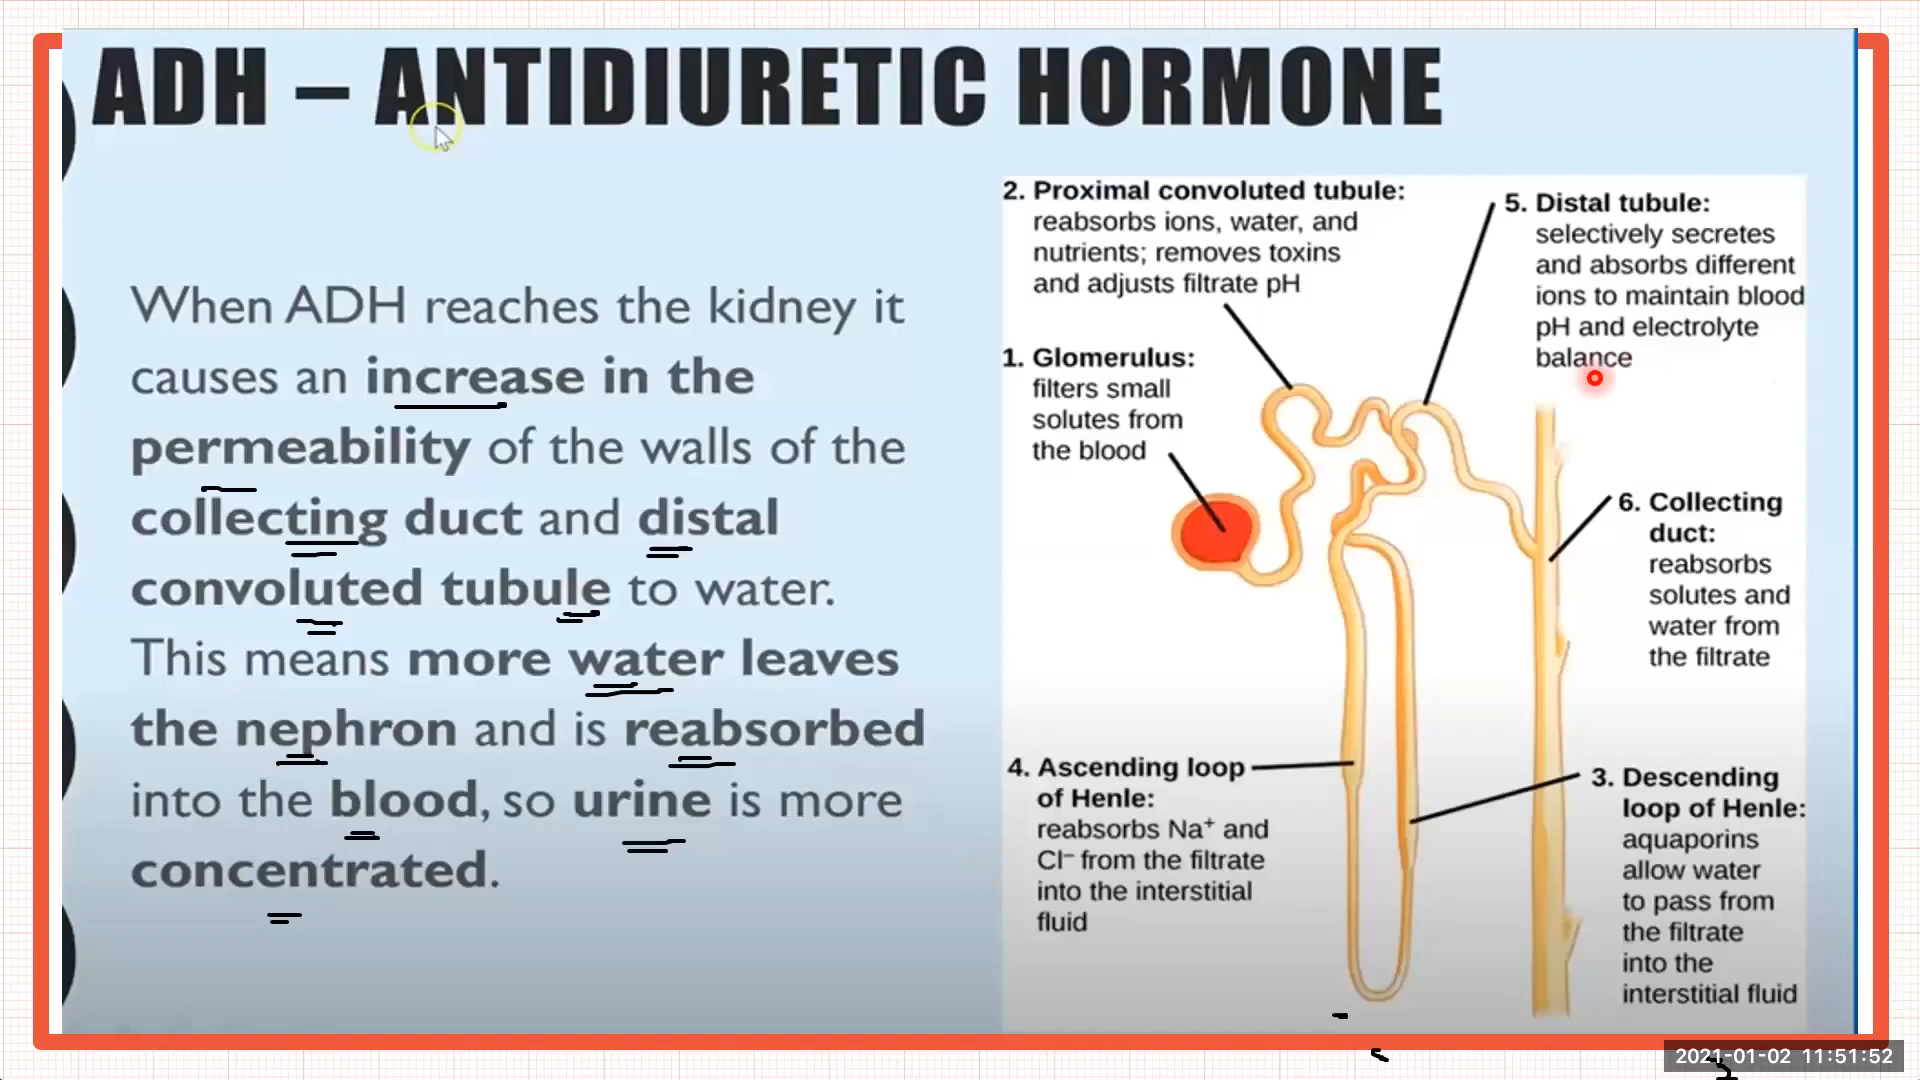 ADH – ANTIDIURETIC HORMONE
When ADH reaches the kidney it
causes an increase in the
permeability of the walls of the
collecting duct and distal
convoluted tubule to water.
This means more water leaves
the nephron and is reabsorbed
into the blood, so urine is more
concentrated.
2. Proximal convoluted tubule:
reabsorbs ions, water, and
nutrients; removes toxins
and adjusts filtrate pH
1. Glomerulus:
filters small
solutes from
the blood
5. Distal tubule:
selectively secretes
and absorbs different
ions to maintain blood
pH and electrolyte
balance
6. Collecting
duct:
reabsorbs
solutes and
water from
the filtrate
4. Ascending loop
of Henle:
reabsorbs Na⁺ and
Cl⁻ from the filtrate
into the interstitial
fluid
3. Descending
loop of Henle:
aquaporins
allow water
to pass from
the filtrate
into the
interstitial fluid
2021-01-02 11:51:52